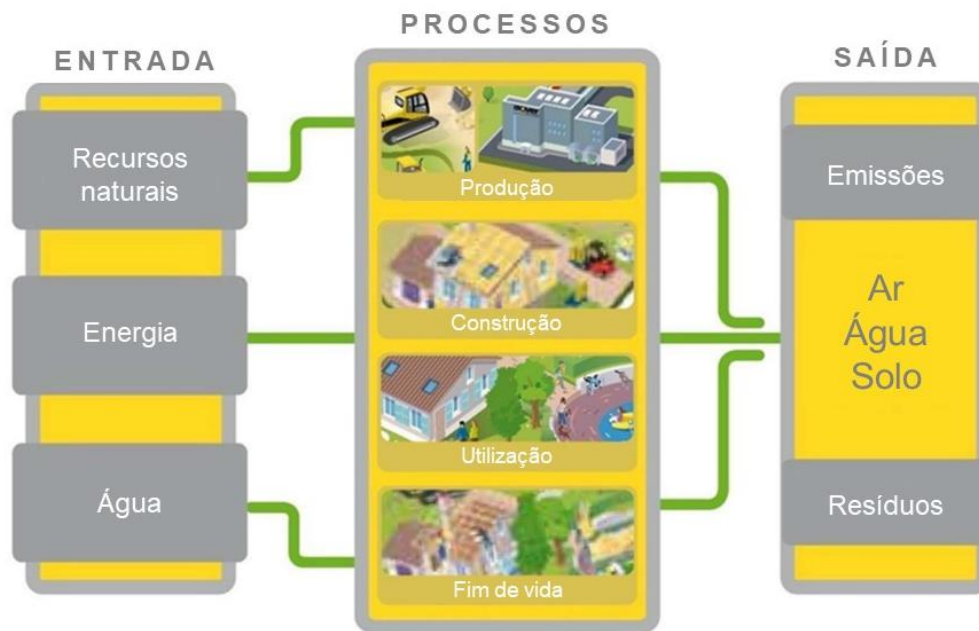 ENTRADA
Recursos
naturais
Energia
Água
PROCESSOS
Produção
Construção
Utilização
Fim de vida
SAÍDA
Emissões
Ar
Água
Solo
Resíduos